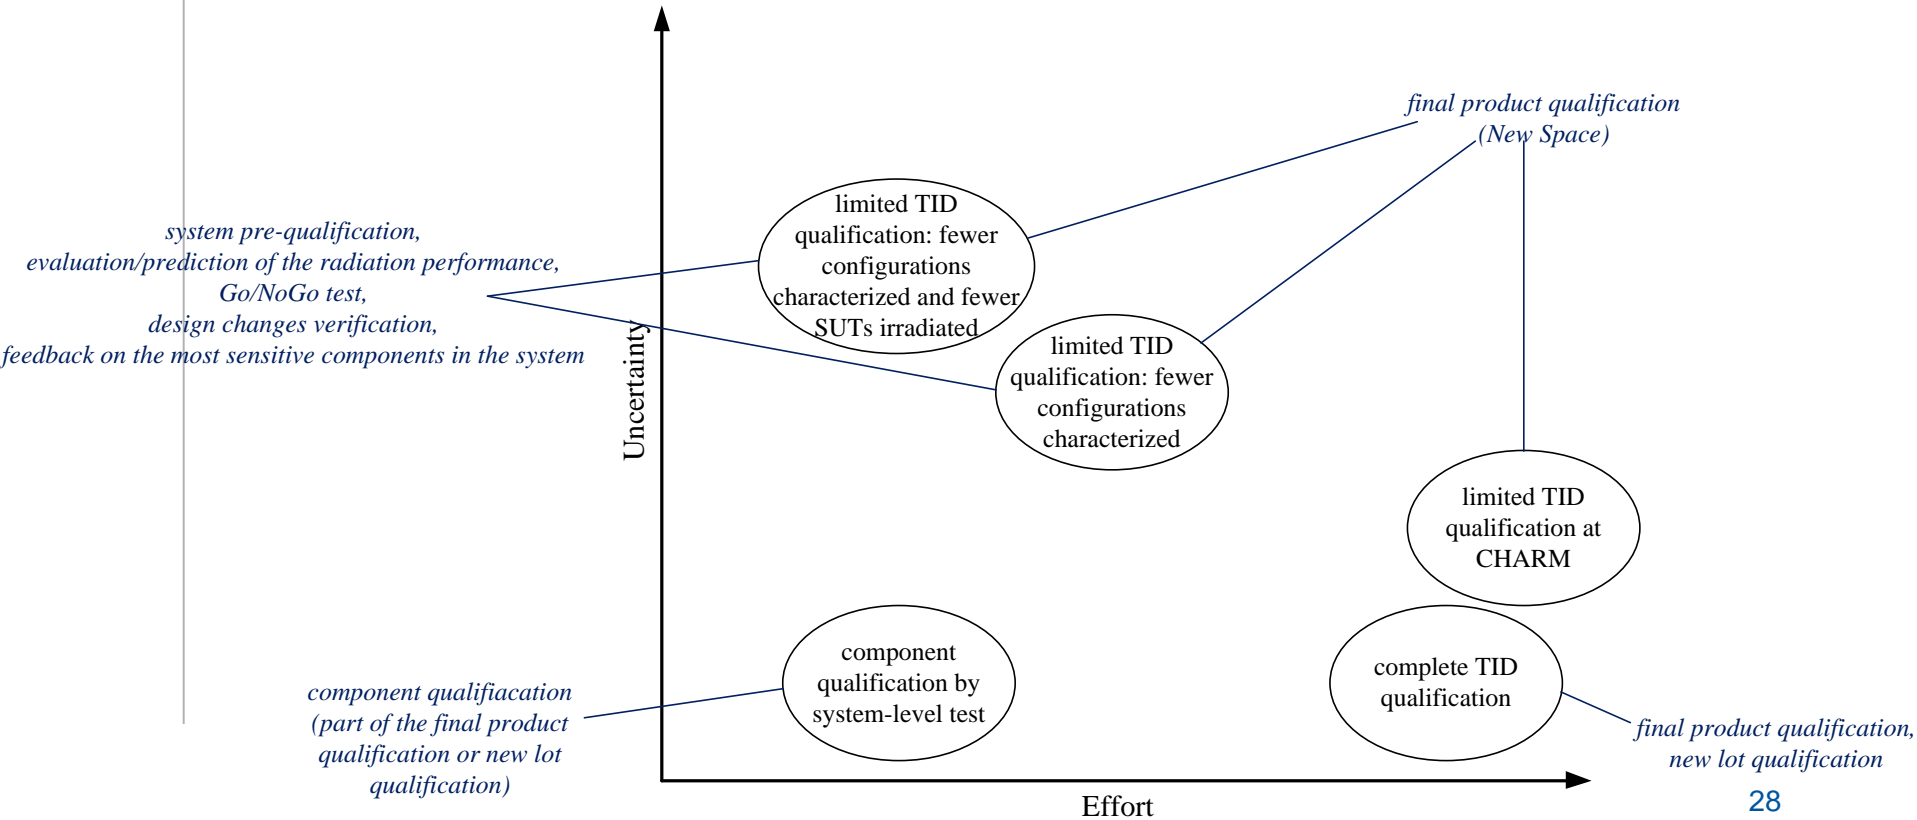 final product qualification
(New Space)
limited TID
qualification: fewer
configurations
characterized and fewer
SUTs irradiated
system pre-qualification,
evaluation/prediction of the radiation performance,
Go/NoGo test,
design changes verification,
feedback on the most sensitive components in the system
Uncertainty
limited TID
qualification: fewer
configurations
characterized
limited TID
qualification at
CHARM
component
qualification by
system-level test
complete TID
qualification
component qualifiacation
(part of the final product
qualification or new lot
qualification)
final product qualification,
new lot qualification
Effort
28